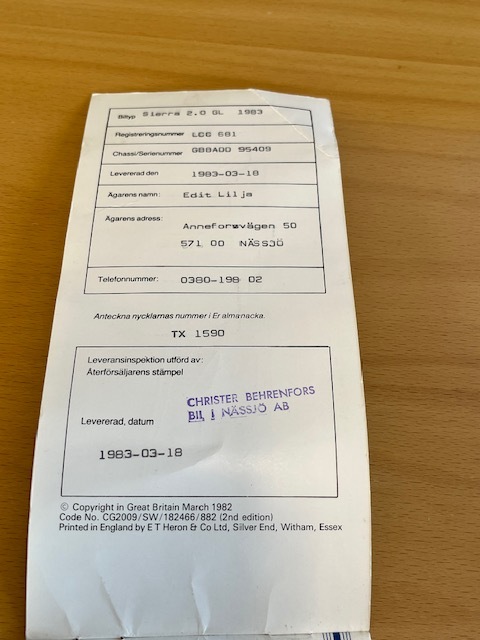 Biltyp Sierra 2.0 GL 1983
Registreringsnummer LCC 681
Chassi/Serienummer GBBADD 95409
Levererad den 1983-03-18
Ägarens namn: Edit Lilja
Ägarens adress: Anneforsvägen 50
571 00 NÄSSJÖ
Telefonnummer: 0380-198 02
Anteckna nycklarnas nummer i Er almanacka.
TX 1590
Leveransinspektion utförd av:
Återförsäljarens stämpel
CHRISTER BEHRENFORS
BIL I NÄSSJÖ AB
Levererad, datum
1983-03-18
© Copyright in Great Britain March 1982
Code No. CG2009/SW/182466/882 (2nd edition)
Printed in England by E T Heron & Co Ltd, Silver End, Witham, Essex